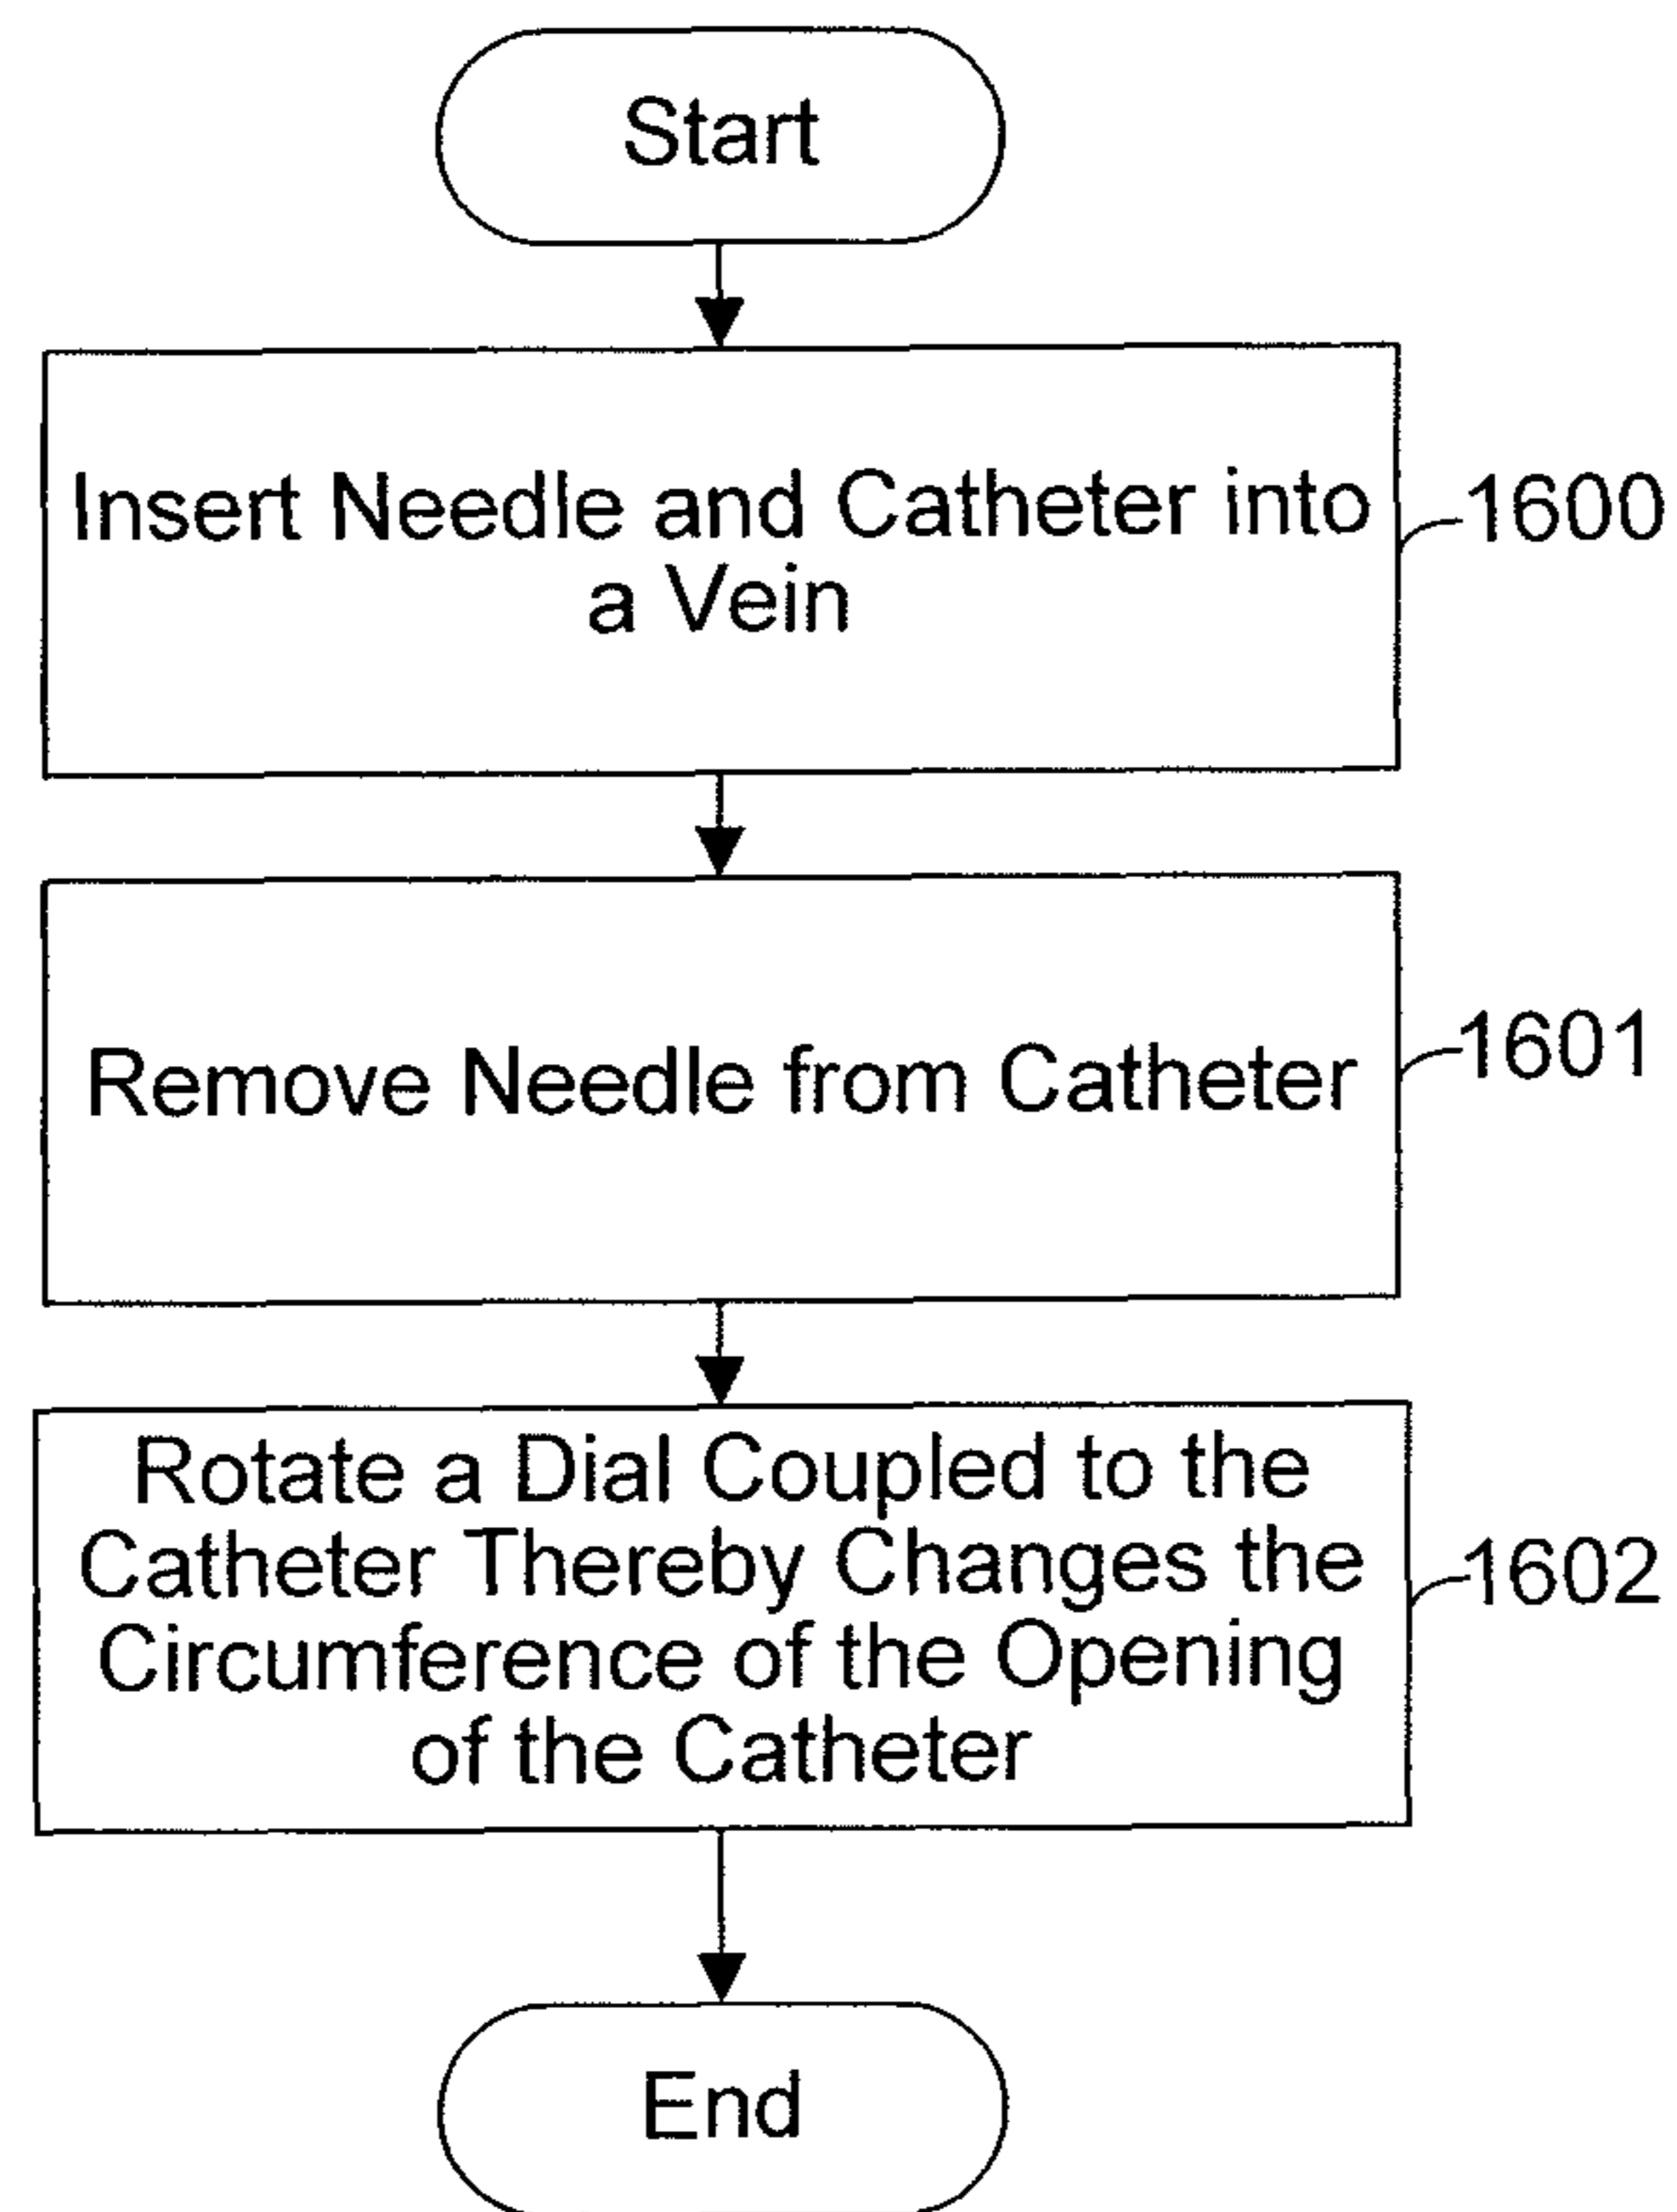 Start
Insert Needle and Catheter into
a Vein
1600
Remove Needle from Catheter
1601
Rotate a Dial Coupled to the
Catheter Thereby Changes the
Circumference of the Opening
of the Catheter
1602
End